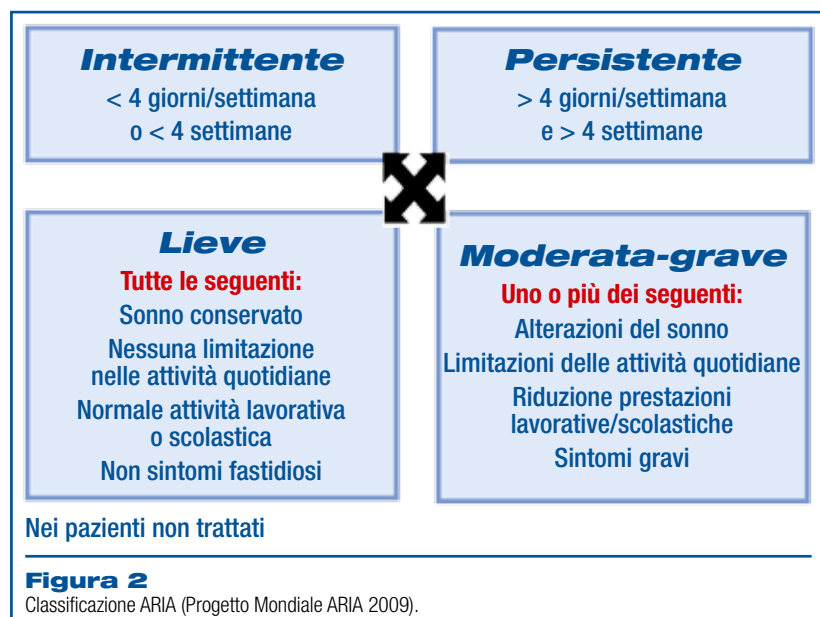 Intermittente
< 4 giorni/settimana
o < 4 settimane
Persistente
> 4 giorni/settimana
e > 4 settimane
Lieve
Tutte le seguenti:
Sonno conservato
Nessuna limitazione
nelle attività quotidiane
Normale attività lavorativa
o scolastica
Non sintomi fastidiosi
Moderata-grave
Uno o più dei seguenti:
Alterazioni del sonno
Limitazioni delle attività quotidiane
Riduzione prestazioni
lavorative/scolastiche
Sintomi gravi
Nei pazienti non trattati
Figura 2
Classificazione ARIA (Progetto Mondiale ARIA 2009).